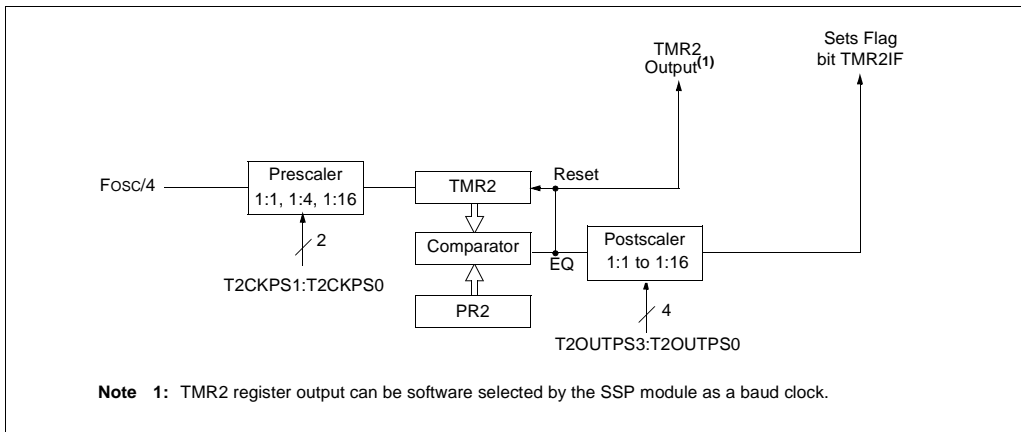 Sets Flag
bit TMR2IF
TMR2
Output(1)
Reset
Prescaler
1:1, 1:4, 1:16
FOSC/4
TMR2
2
Comparator
EQ
Postscaler
1:1 to 1:16
T2CKPS1:T2CKPS0
PR2
4
T2OUTPS3:T2OUTPS0
Note 1: TMR2 register output can be software selected by the SSP module as a baud clock.